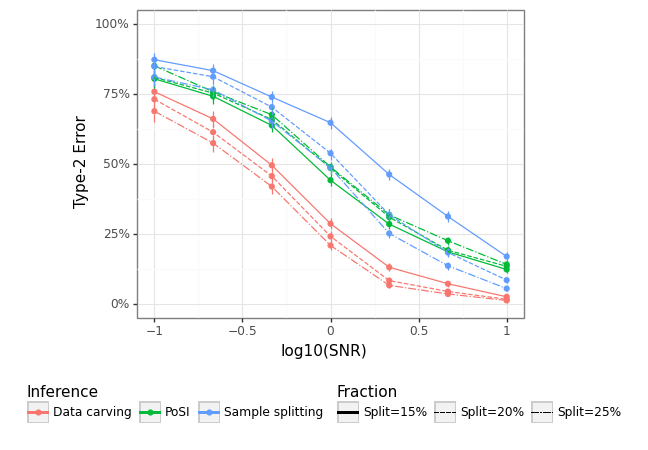 100%
75%
50%
25%
0%
Type-2 Error
−1 −0.5 0 0.5 1
log10(SNR)
Inference Fraction
Data carving PoSI Sample splitting Split=15% Split=20% Split=25%